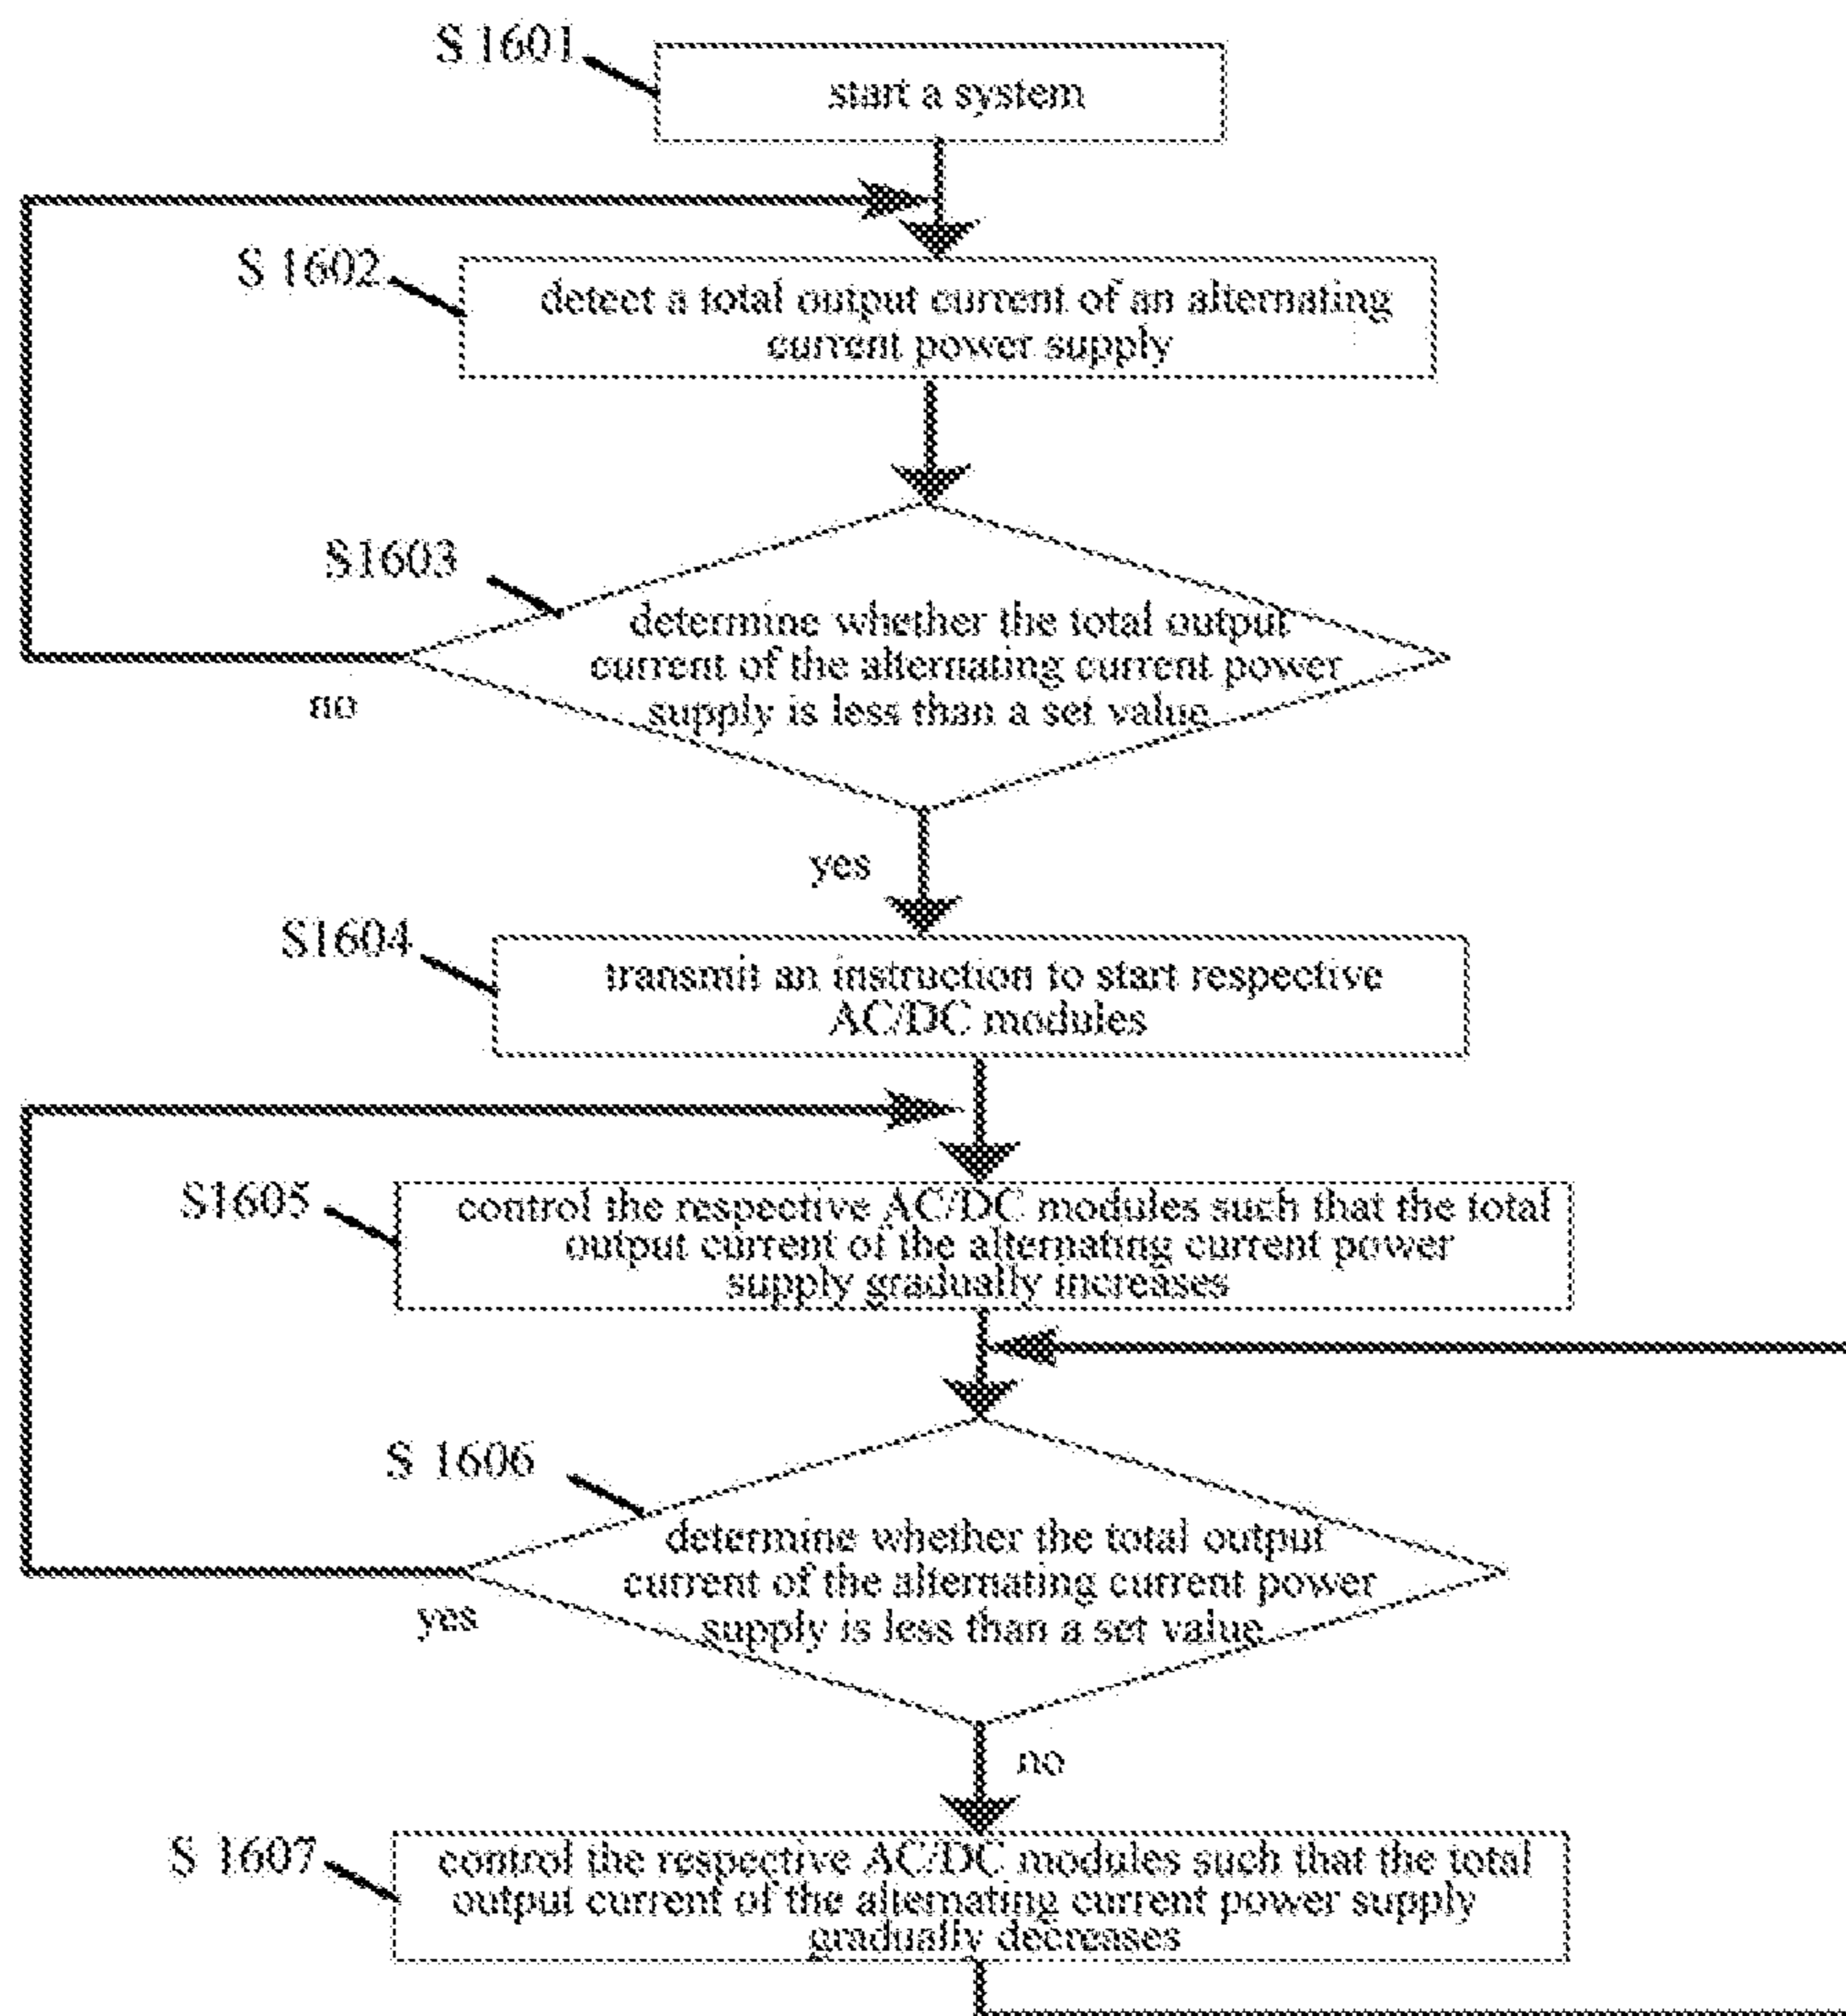 S 1601
start a system
S 1602
detect a total output current of an alternating
current power supply
S1603
determine whether the total output
current of the alternating current power
supply is less than a set value
no
yes
S1604
transmit an instruction to start respective
AC/DC modules
S1605
control the respective AC/DC modules such that the total
output current of the alternating current power
supply gradually increases
S 1606
determine whether the total output
current of the alternating current power
supply is less than a set value
yes
no
S 1607
control the respective AC/DC modules such that the total
output current of the alternating current power supply
gradually decreases